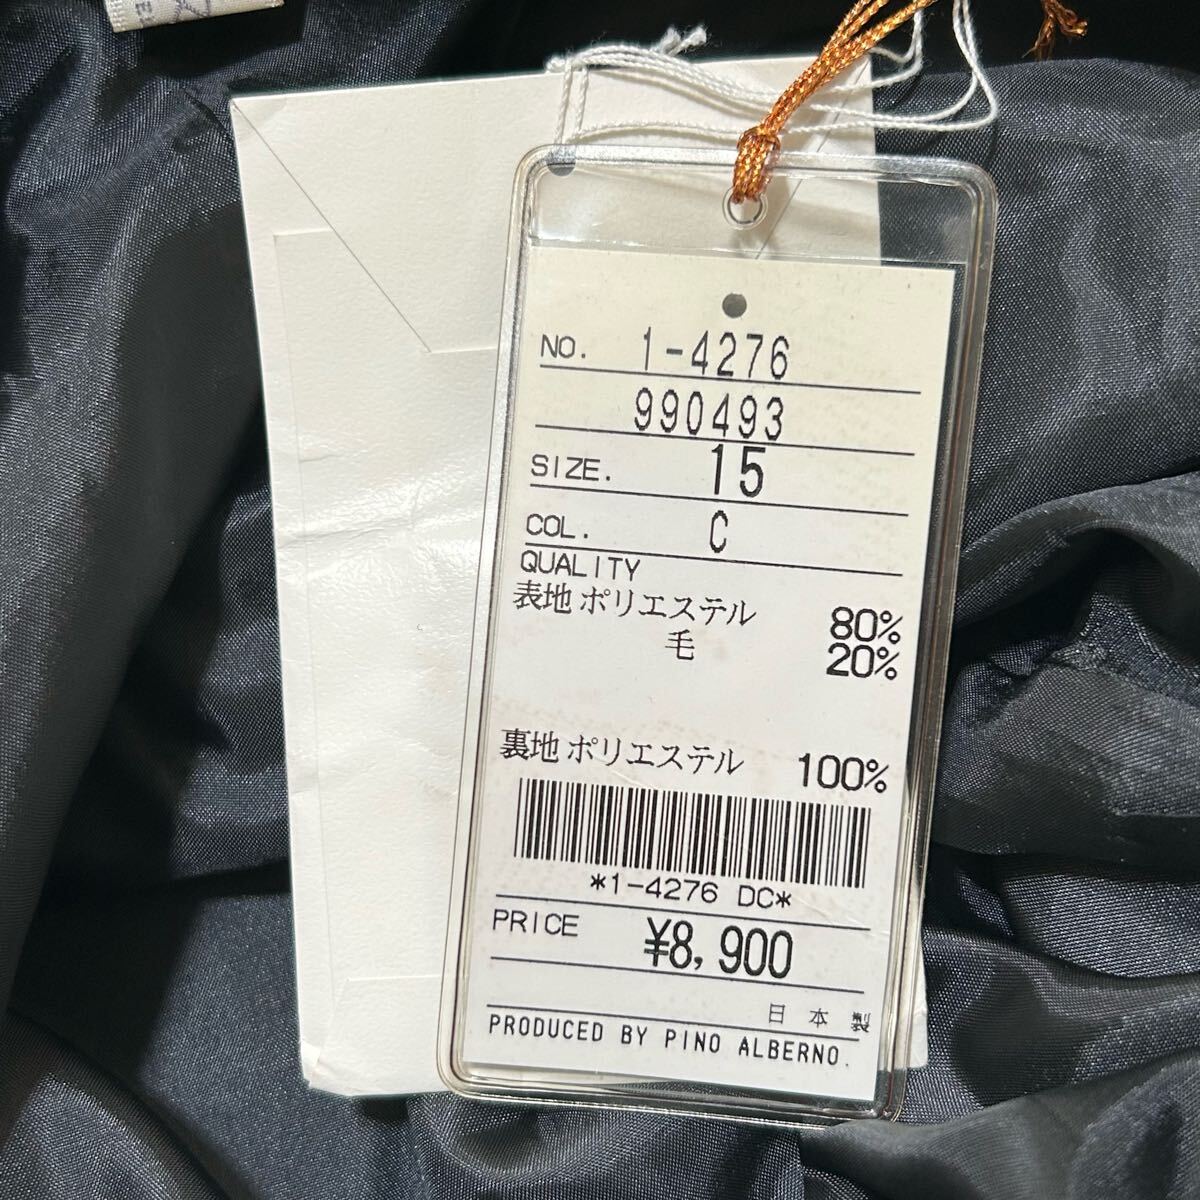 NO. 1-4276
990493
SIZE. 15
COL. C
QUALITY
表地 ポリエステル 80%
毛 20%
裏地 ポリエステル 100%
*1-4276 DC*
PRICE ¥8,900
日本製
PRODUCED BY PINO ALBERNO.